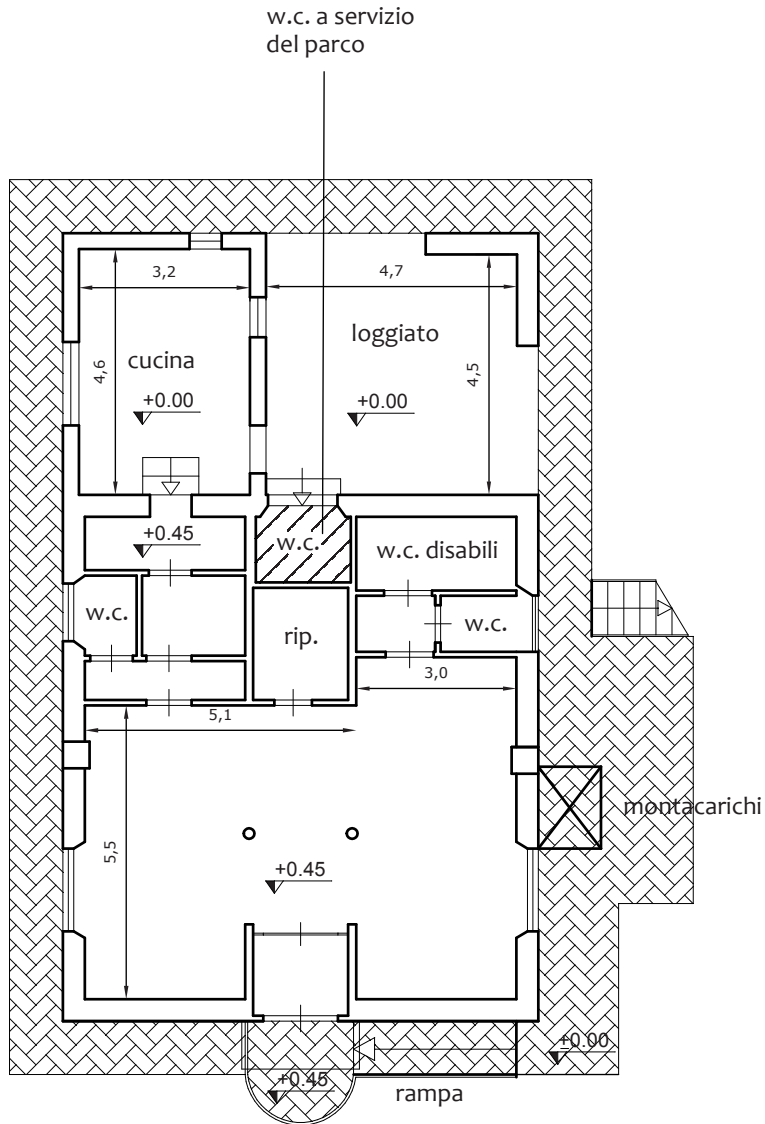 w.c. a servizio
del parco
3,2
4,7
loggiato
cucina
4,6
4,5
+0.00
+0.00
+0.45
w.c.
w.c. disabili
w.c.
rip.
w.c.
3,0
5,1
montacarichi
5,5
+0.45
±0.00
+0.45
rampa